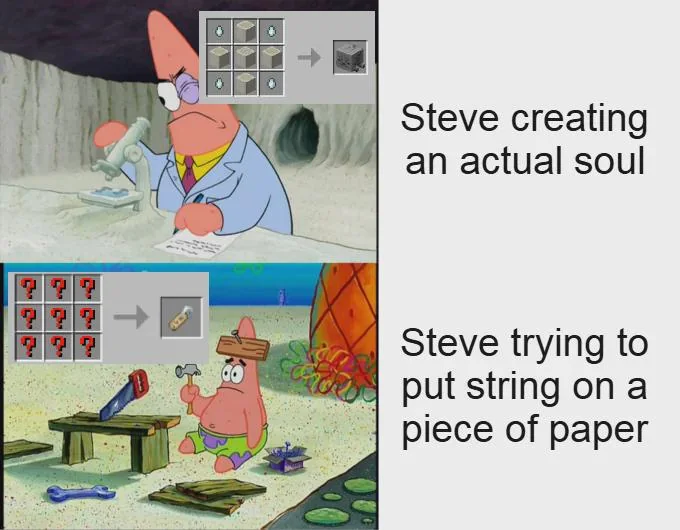 Steve creating
an actual soul
? ? ?
? ? ?
? ? ?
Steve trying to
put string on a
piece of paper